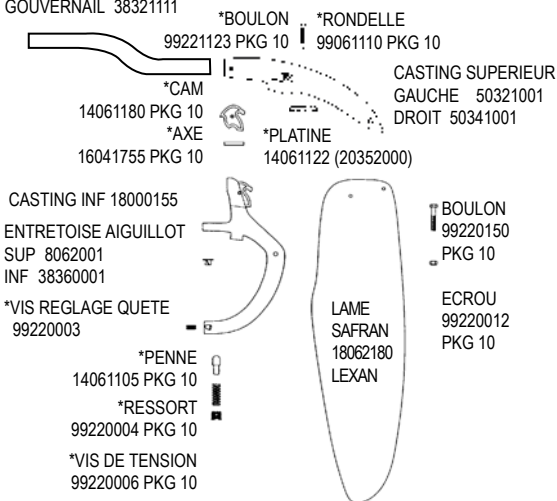 GOUVERNAIL 38321111
*BOULON
99221123 PKG 10
*RONDELLE
99061110 PKG 10
CASTING SUPERIEUR
GAUCHE 50321001
DROIT 50341001
*CAM
14061180 PKG 10
*AXE
16041755 PKG 10
*PLATINE
14061122 (20352000)
CASTING INF 18000155
ENTRETOISE AIGUILLOT
SUP 8062001
INF 38360001
*VIS REGLAGE QUETE
99220003
BOULON
99220150
PKG 10
ECROU
99220012
PKG 10
LAME
SAFRAN
18062180
LEXAN
*PENNE
14061105 PKG 10
*RESSORT
99220004 PKG 10
*VIS DE TENSION
99220006 PKG 10